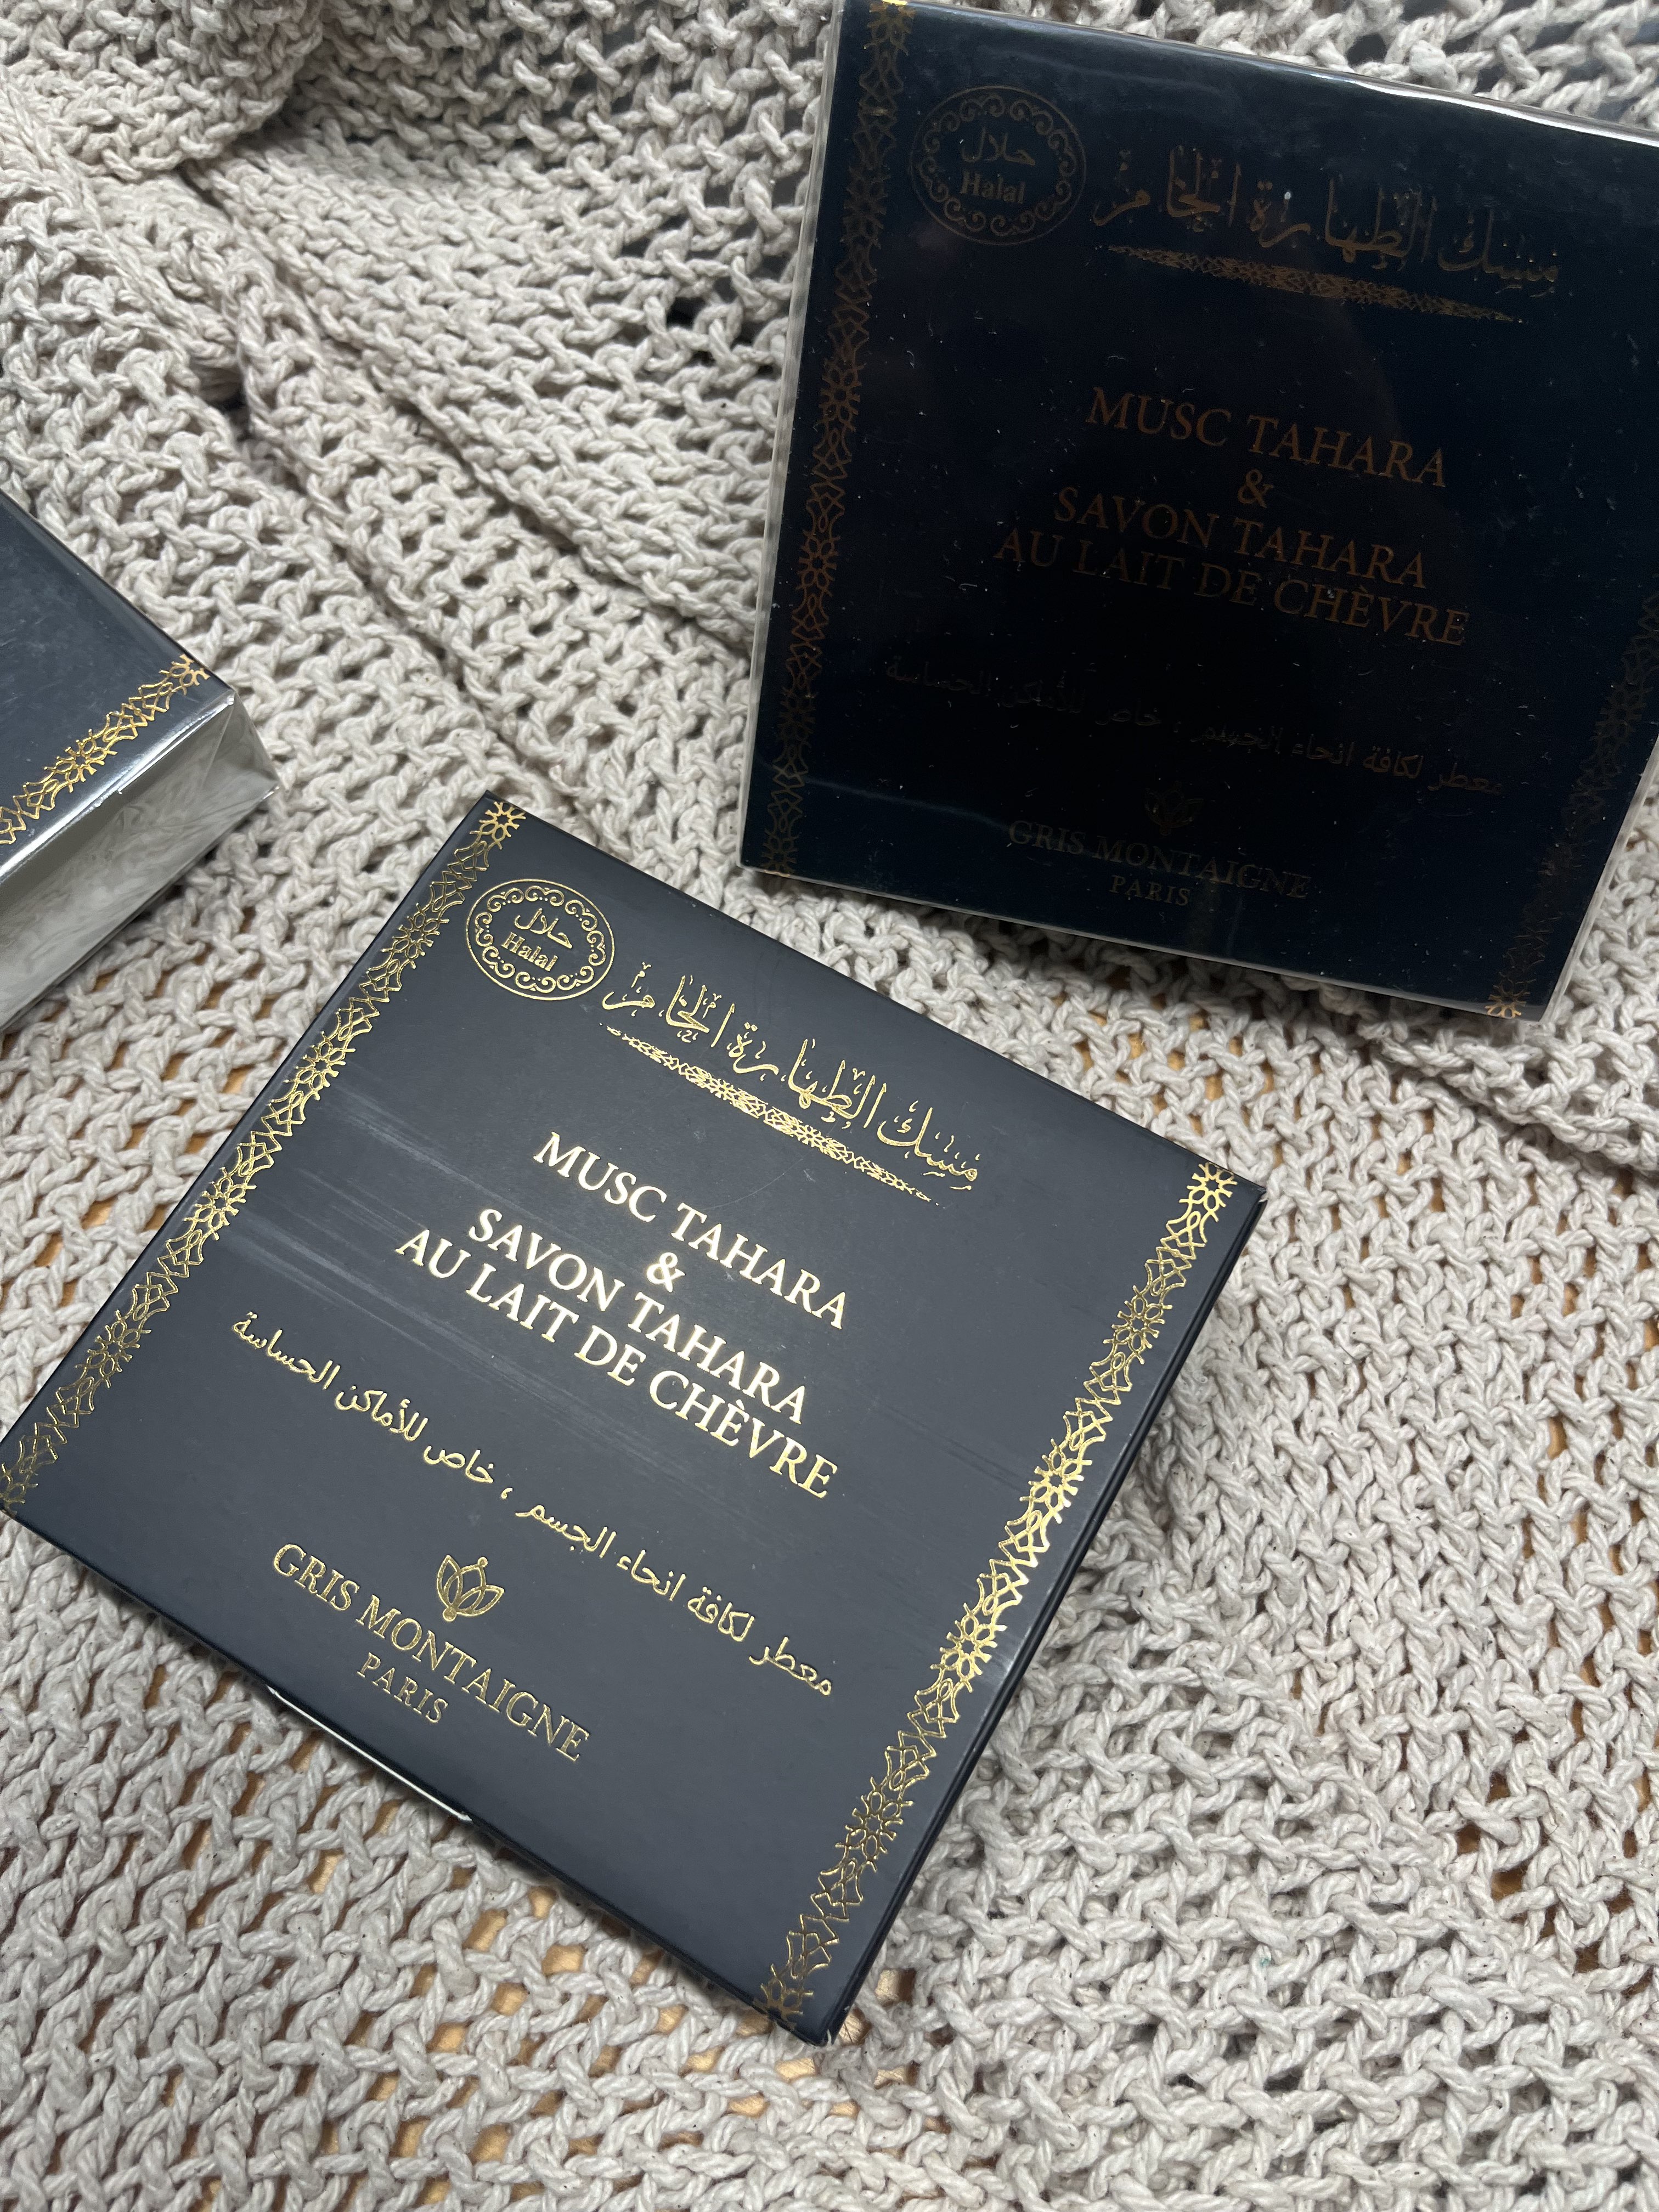 حلال
Halal
مسك الطهارة الخام
MUSC TAHARA
&
SAVON TAHARA
AU LAIT DE CHÈVRE
معطر لكافة انحاء الجسم ، خاص للأماكن الحساسة
GRIS MONTAIGNE
PARIS
حلال
Halal
مسك الطهارة الخام
MUSC TAHARA
&
SAVON TAHARA
AU LAIT DE CHÈVRE
معطر لكافة انحاء الجسم ، خاص للأماكن الحساسة
GRIS MONTAIGNE
PARIS